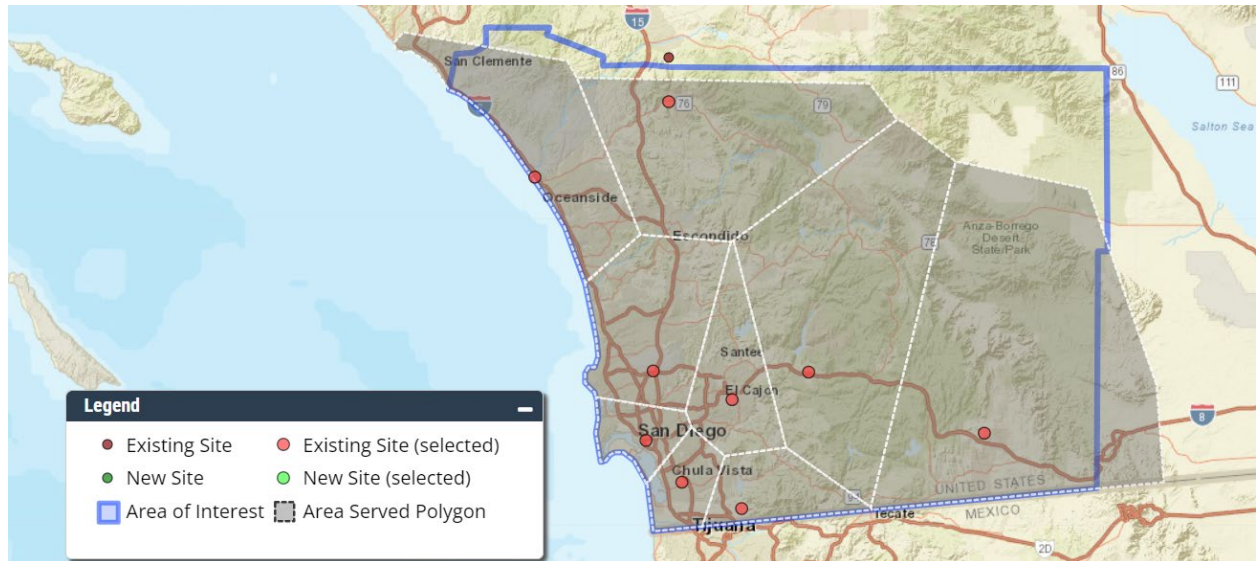 15
San Clemente
86
111
5
76
79
Salton Sea
Oceanside
Escondido
78
Anza-Borrego
Desert
State Park
Santee
El Cajon
8
Legend
Existing Site
Existing Site (selected)
San Diego
New Site
New Site (selected)
Chula Vista
Area of Interest
Area Served Polygon
94
UNITED STATES
MEXICO
Tijuana
Tecate
2D